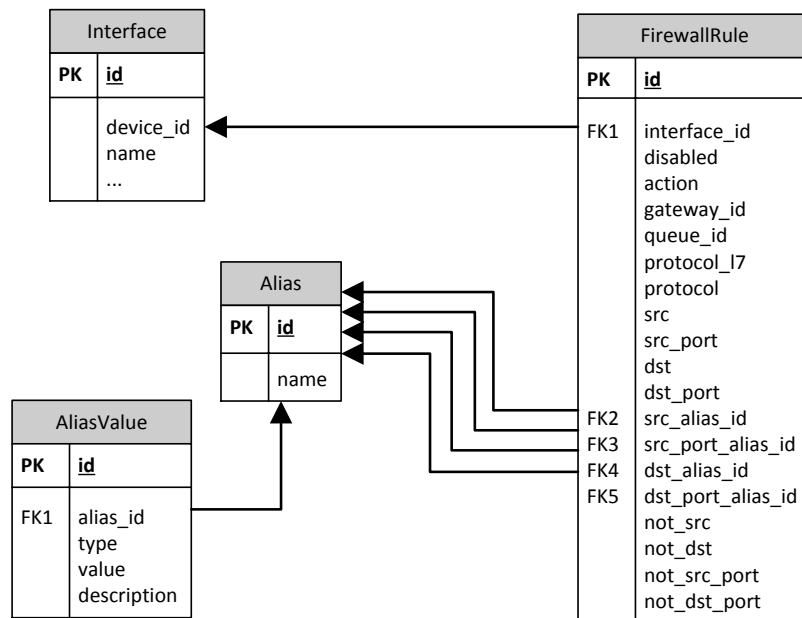 Interface
PK id
device_id
name
...
FirewallRule
PK id
FK1 interface_id
disabled
action
gateway_id
queue_id
protocol_l7
protocol
src
src_port
dst
dst_port
FK2 src_alias_id
FK3 src_port_alias_id
FK4 dst_alias_id
FK5 dst_port_alias_id
not_src
not_dst
not_src_port
not_dst_port
Alias
PK id
name
AliasValue
PK id
FK1 alias_id
type
value
description